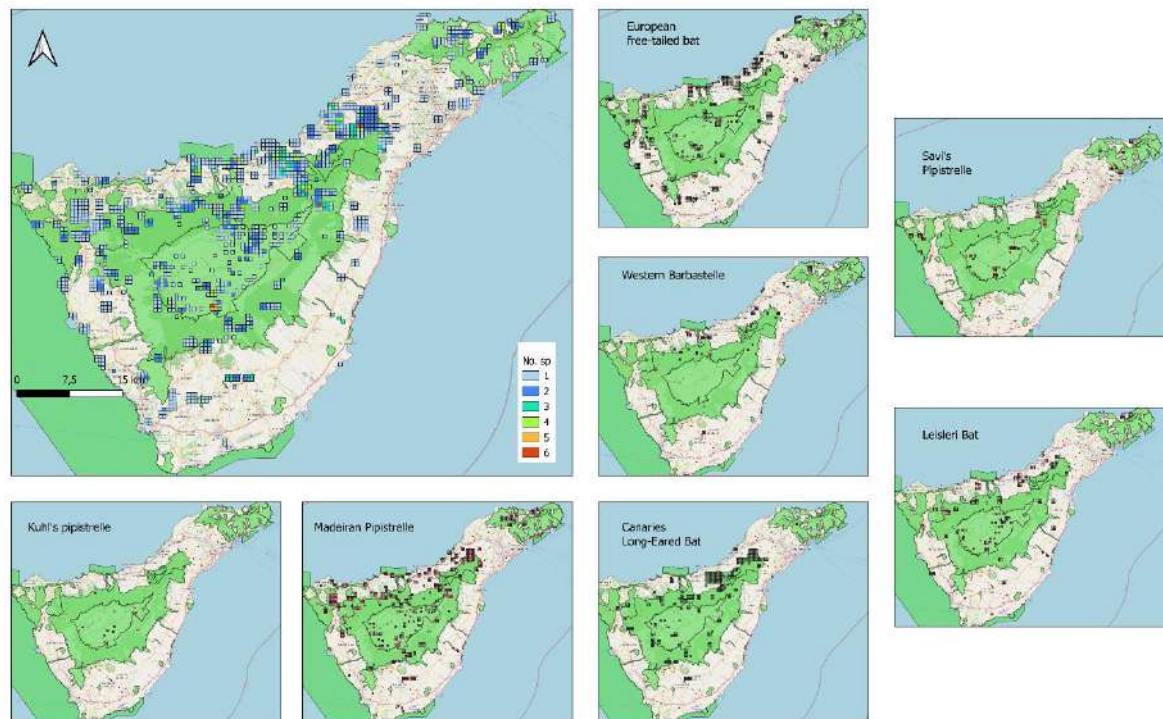 European
free-tailed bat
Savi's
Pipistrelle
Western Barbastelle
No. sp
1
2
3
4
5
6
0
7,5
15 km
Leisleri Bat
Kuhl's pipistrelle
Madeiran Pipistrelle
Canaries
Long-Eared Bat